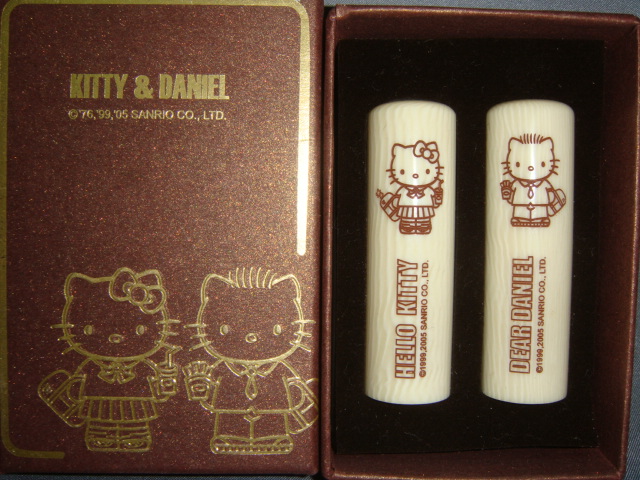 KITTY & DANIEL
©'76,'99,'05 SANRIO CO., LTD.
HELLO KITTY
©1999,2005 SANRIO CO., LTD.
DEAR DANIEL
©1999,2005 SANRIO CO., LTD.